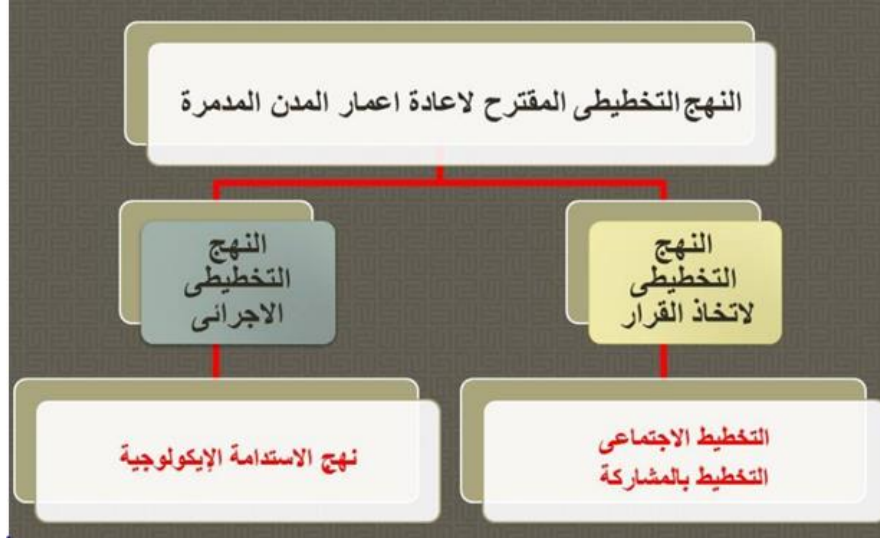 النهج التخطيطى المقترح لاعادة اعمار المدن المدمرة
النهج
التخطيطى
لاتخاذ القرار
النهج
التخطيطى
الاجرائى
التخطيط الاجتماعى
التخطيط بالمشاركة
نهج الاستدامة الإيكولوجية